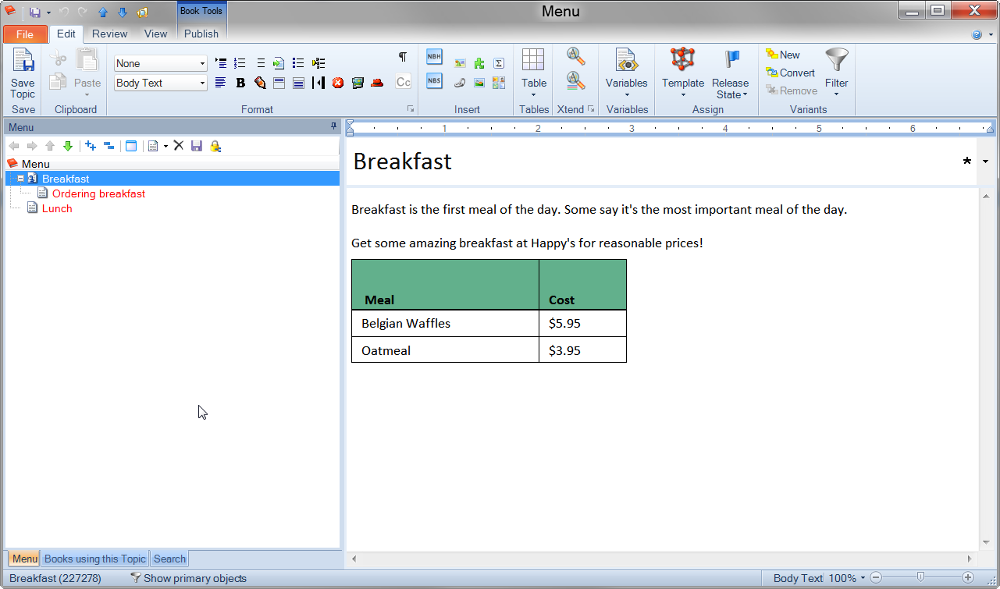 Book Tools
Menu
File
Edit
Review
View
Publish
Save Topic
Paste
None
Body Text
B
¶
Cc
NBH
NBS
Σ
Table
Variables
Template
Release State
New
Convert
Remove
Filter
Save
Clipboard
Format
Insert
Tables
Xtend
Variables
Assign
Variants
Menu
Menu
Breakfast
Ordering breakfast
Lunch
1 2 3 4 5 6
Breakfast
*
Breakfast is the first meal of the day. Some say it's the most important meal of the day.
Get some amazing breakfast at Happy's for reasonable prices!
Meal Cost
Belgian Waffles $5.95
Oatmeal $3.95
Menu
Books using this Topic
Search
Breakfast (227278)
Show primary objects
Body Text
100%